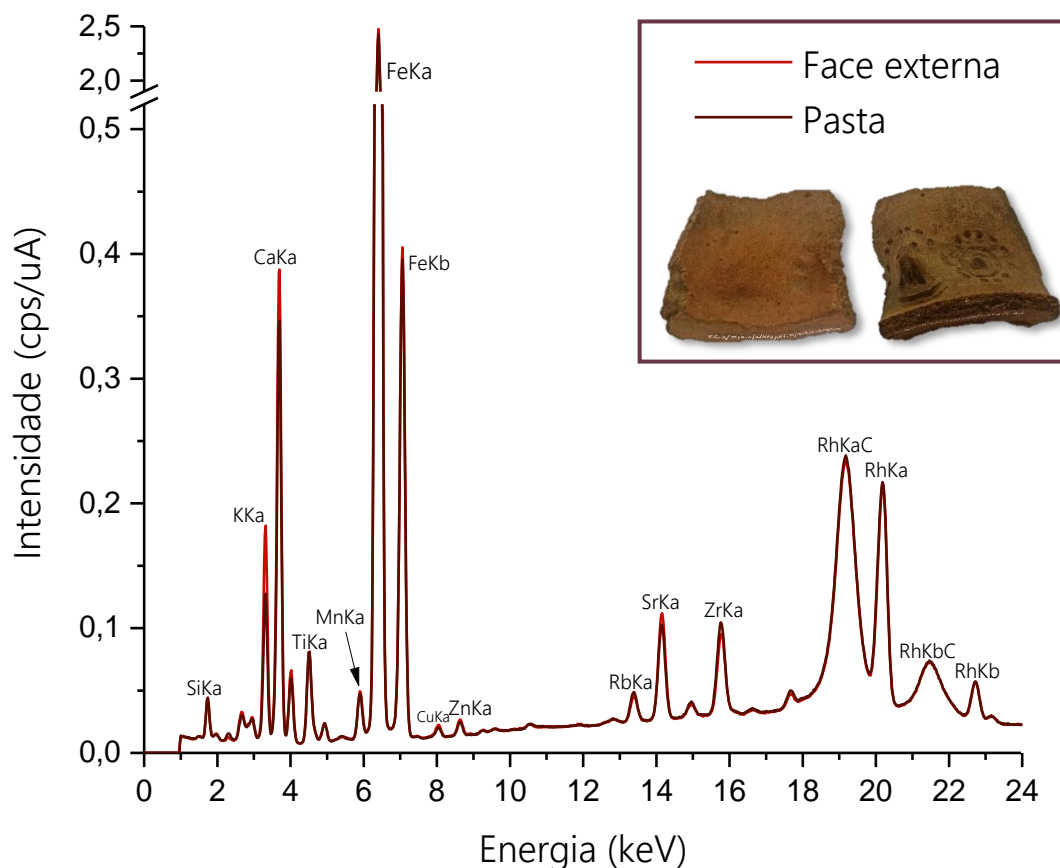 Face externa
Pasta
2,5
2,0
0,5
0,4
0,3
0,2
0,1
0,0
Intensidade (cps/uA)
SiKa
KKa
CaKa
TiKa
MnKa
FeKa
FeKb
CuKa
ZnKa
RbKa
SrKa
ZrKa
RhKaC
RhKa
RhKbC
RhKb
0 2 4 6 8 10 12 14 16 18 20 22 24
Energia (keV)